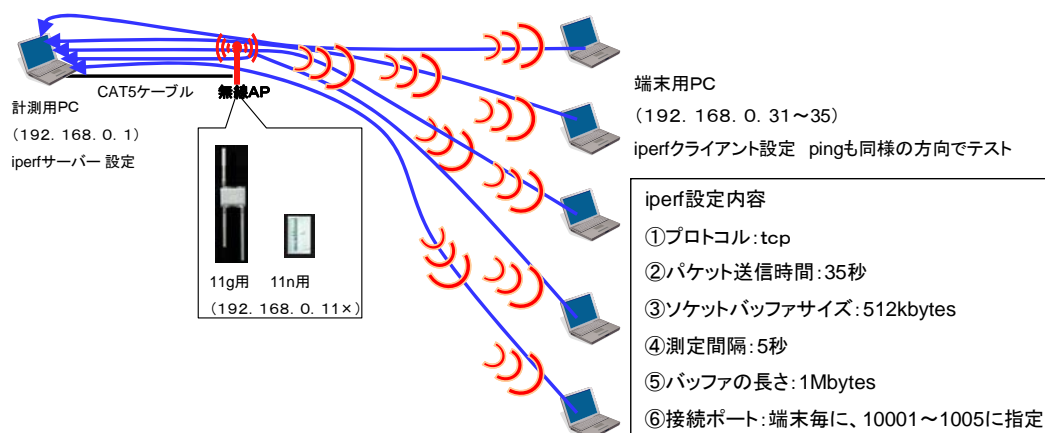 CAT5ケーブル
無線AP
計測用PC
（192．168．0．1）
iperfサーバー 設定
11g用
11n用
（192．168．0．11×）
端末用PC
（192．168．0．31～35）
iperfクライアント設定 pingも同様の方向でテスト
iperf設定内容
①プロトコル：tcp
②パケット送信時間：35秒
③ソケットバッファサイズ：512kbytes
④測定間隔：5秒
⑤バッファの長さ：1Mbytes
⑥接続ポート：端末毎に、10001～1005に指定